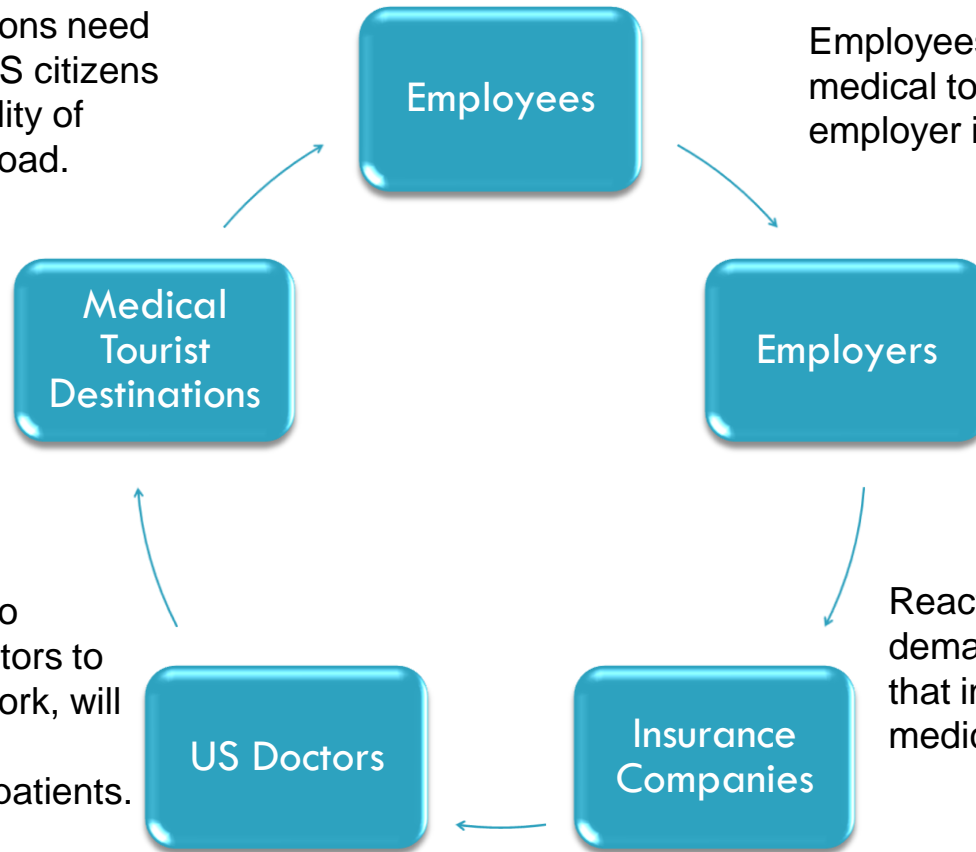 ons need
S citizens
lity of
oad.
Employees
Employees
medical to
employer i
Medical
Tourist
Destinations
Employers
o
tors to
ork, will
patients.
US Doctors
Insurance
Companies
Reac
dema
that in
medic